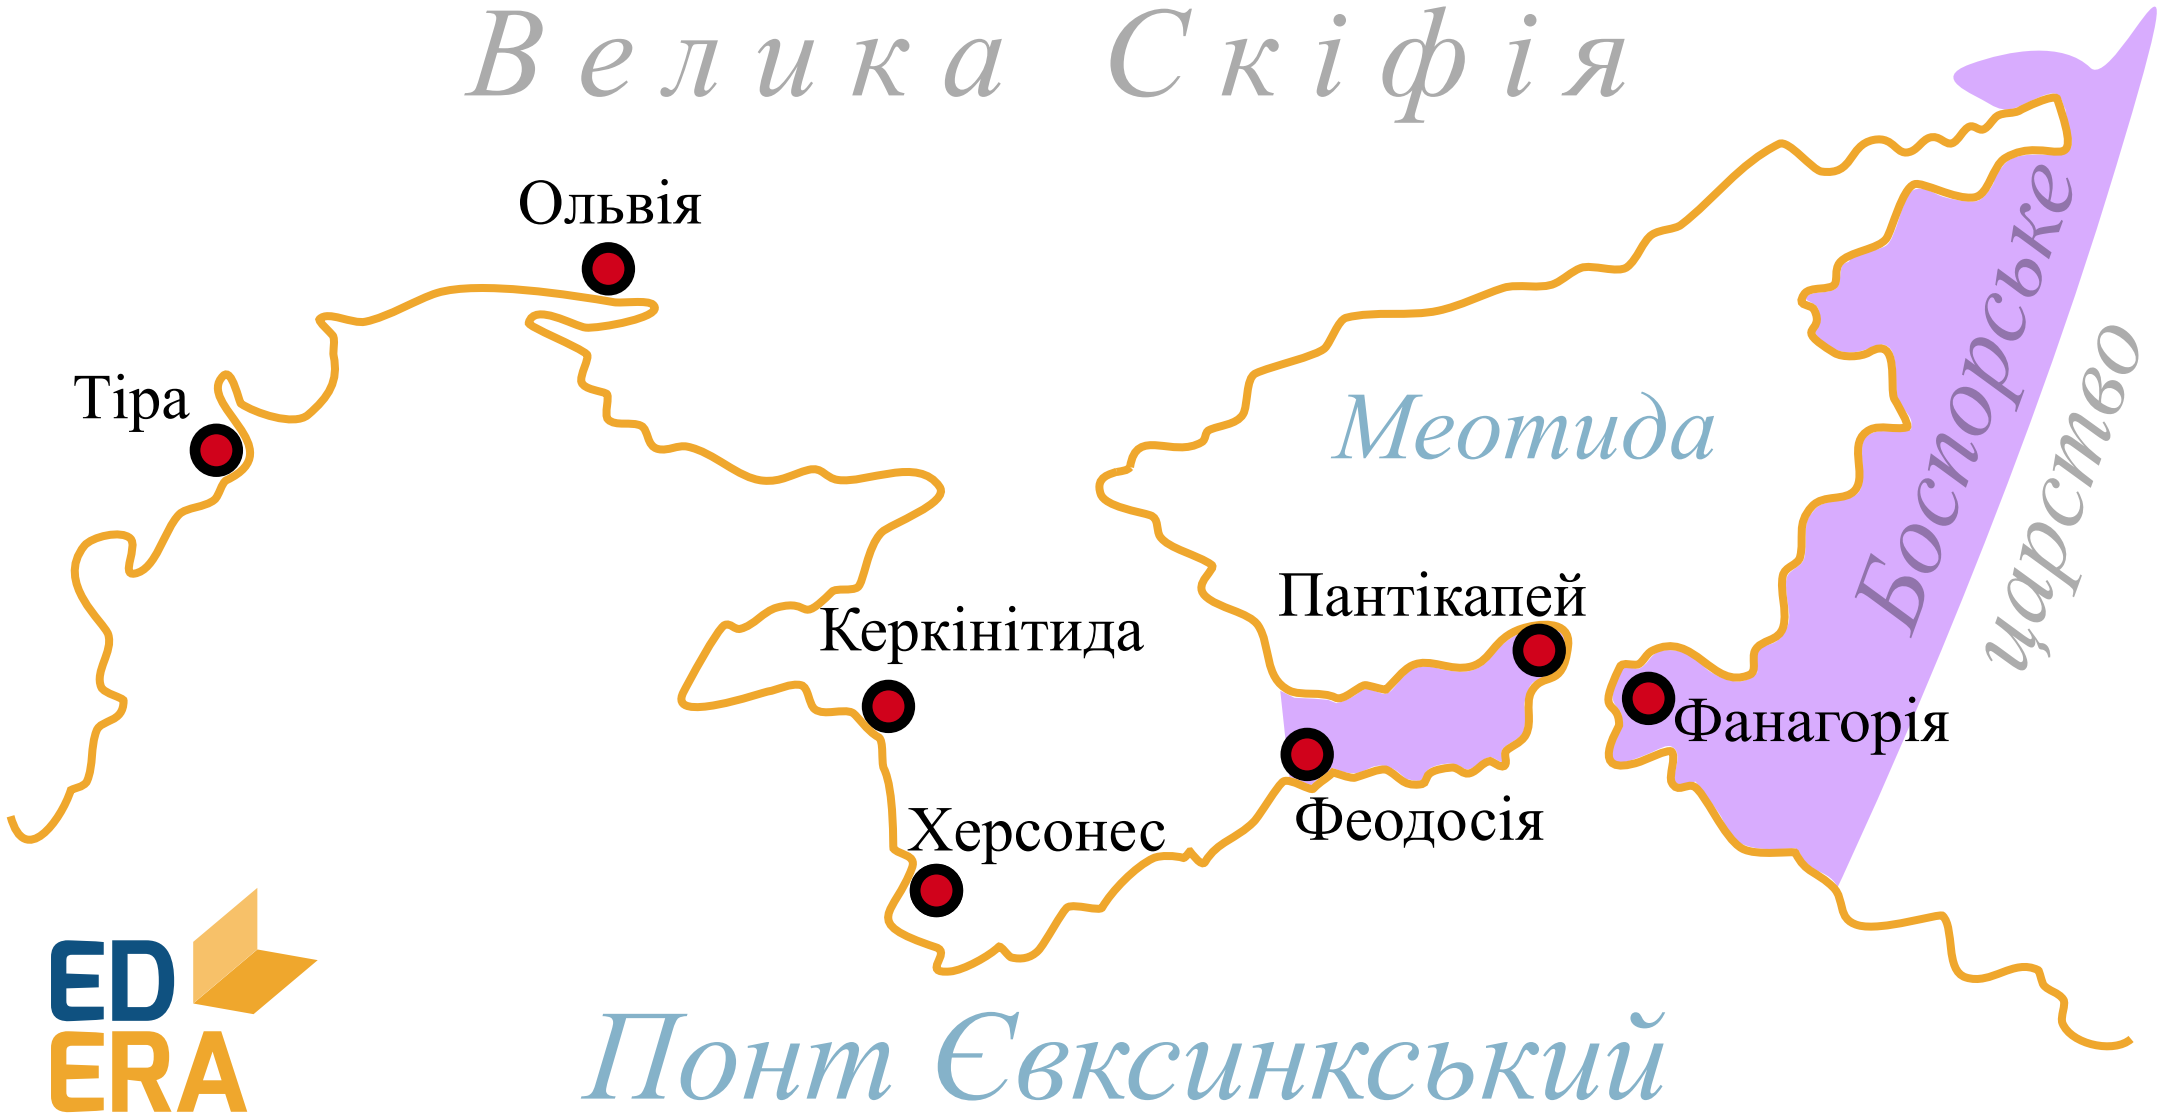 Велика Скіфія
Ольвія
Тіра
Меотида
Боспорське
царство
Пантікапей
Керкінітида
Фанагорія
Феодосія
Херсонес
ED
ERA
Понт Євксинкський